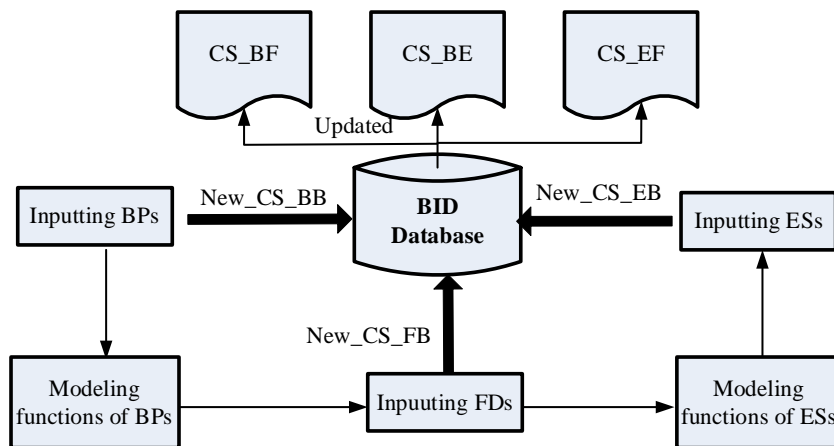 CS_BF
CS_BE
CS_EF
Updated
New_CS_BB
New_CS_EB
Inputting BPs
BID
Database
Inputting ESs
New_CS_FB
Modeling
functions of BPs
Inpuuting FDs
Modeling
functions of ESs